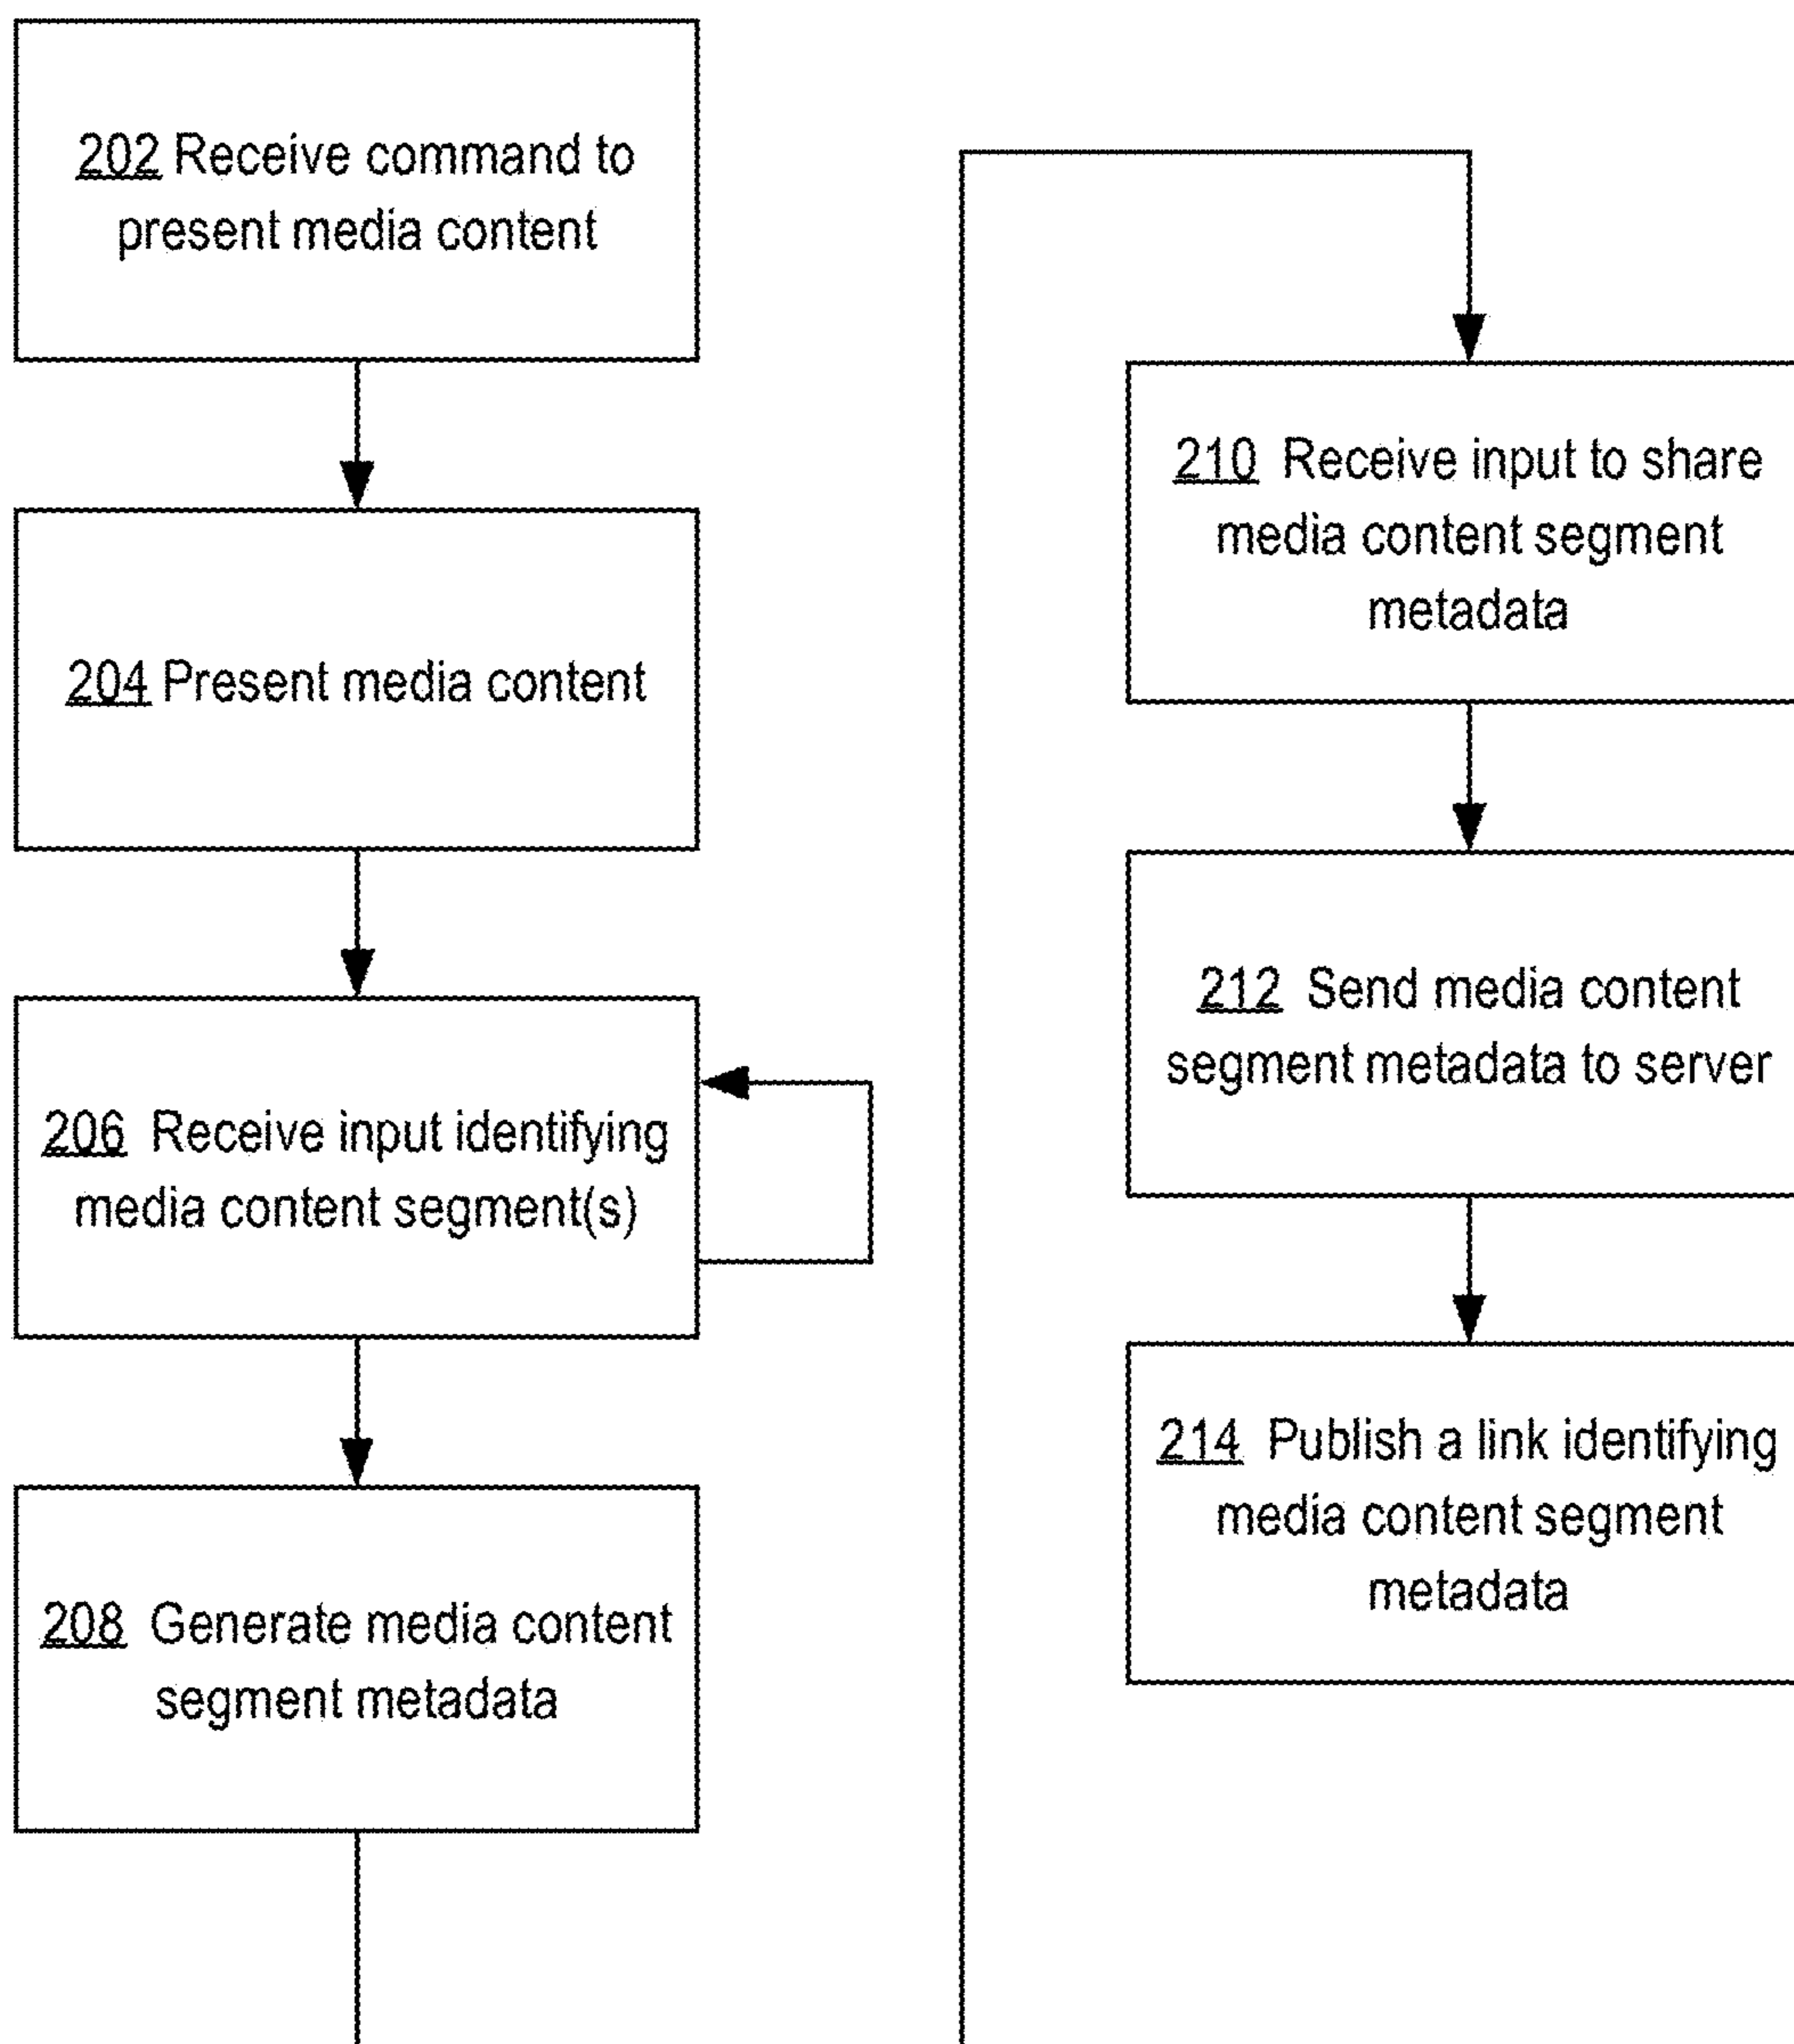 202 Receive command to
present media content
204 Present media content
206 Receive input identifying
media content segment(s)
208 Generate media content
segment metadata
210 Receive input to share
media content segment
metadata
212 Send media content
segment metadata to server
214 Publish a link identifying
media content segment
metadata